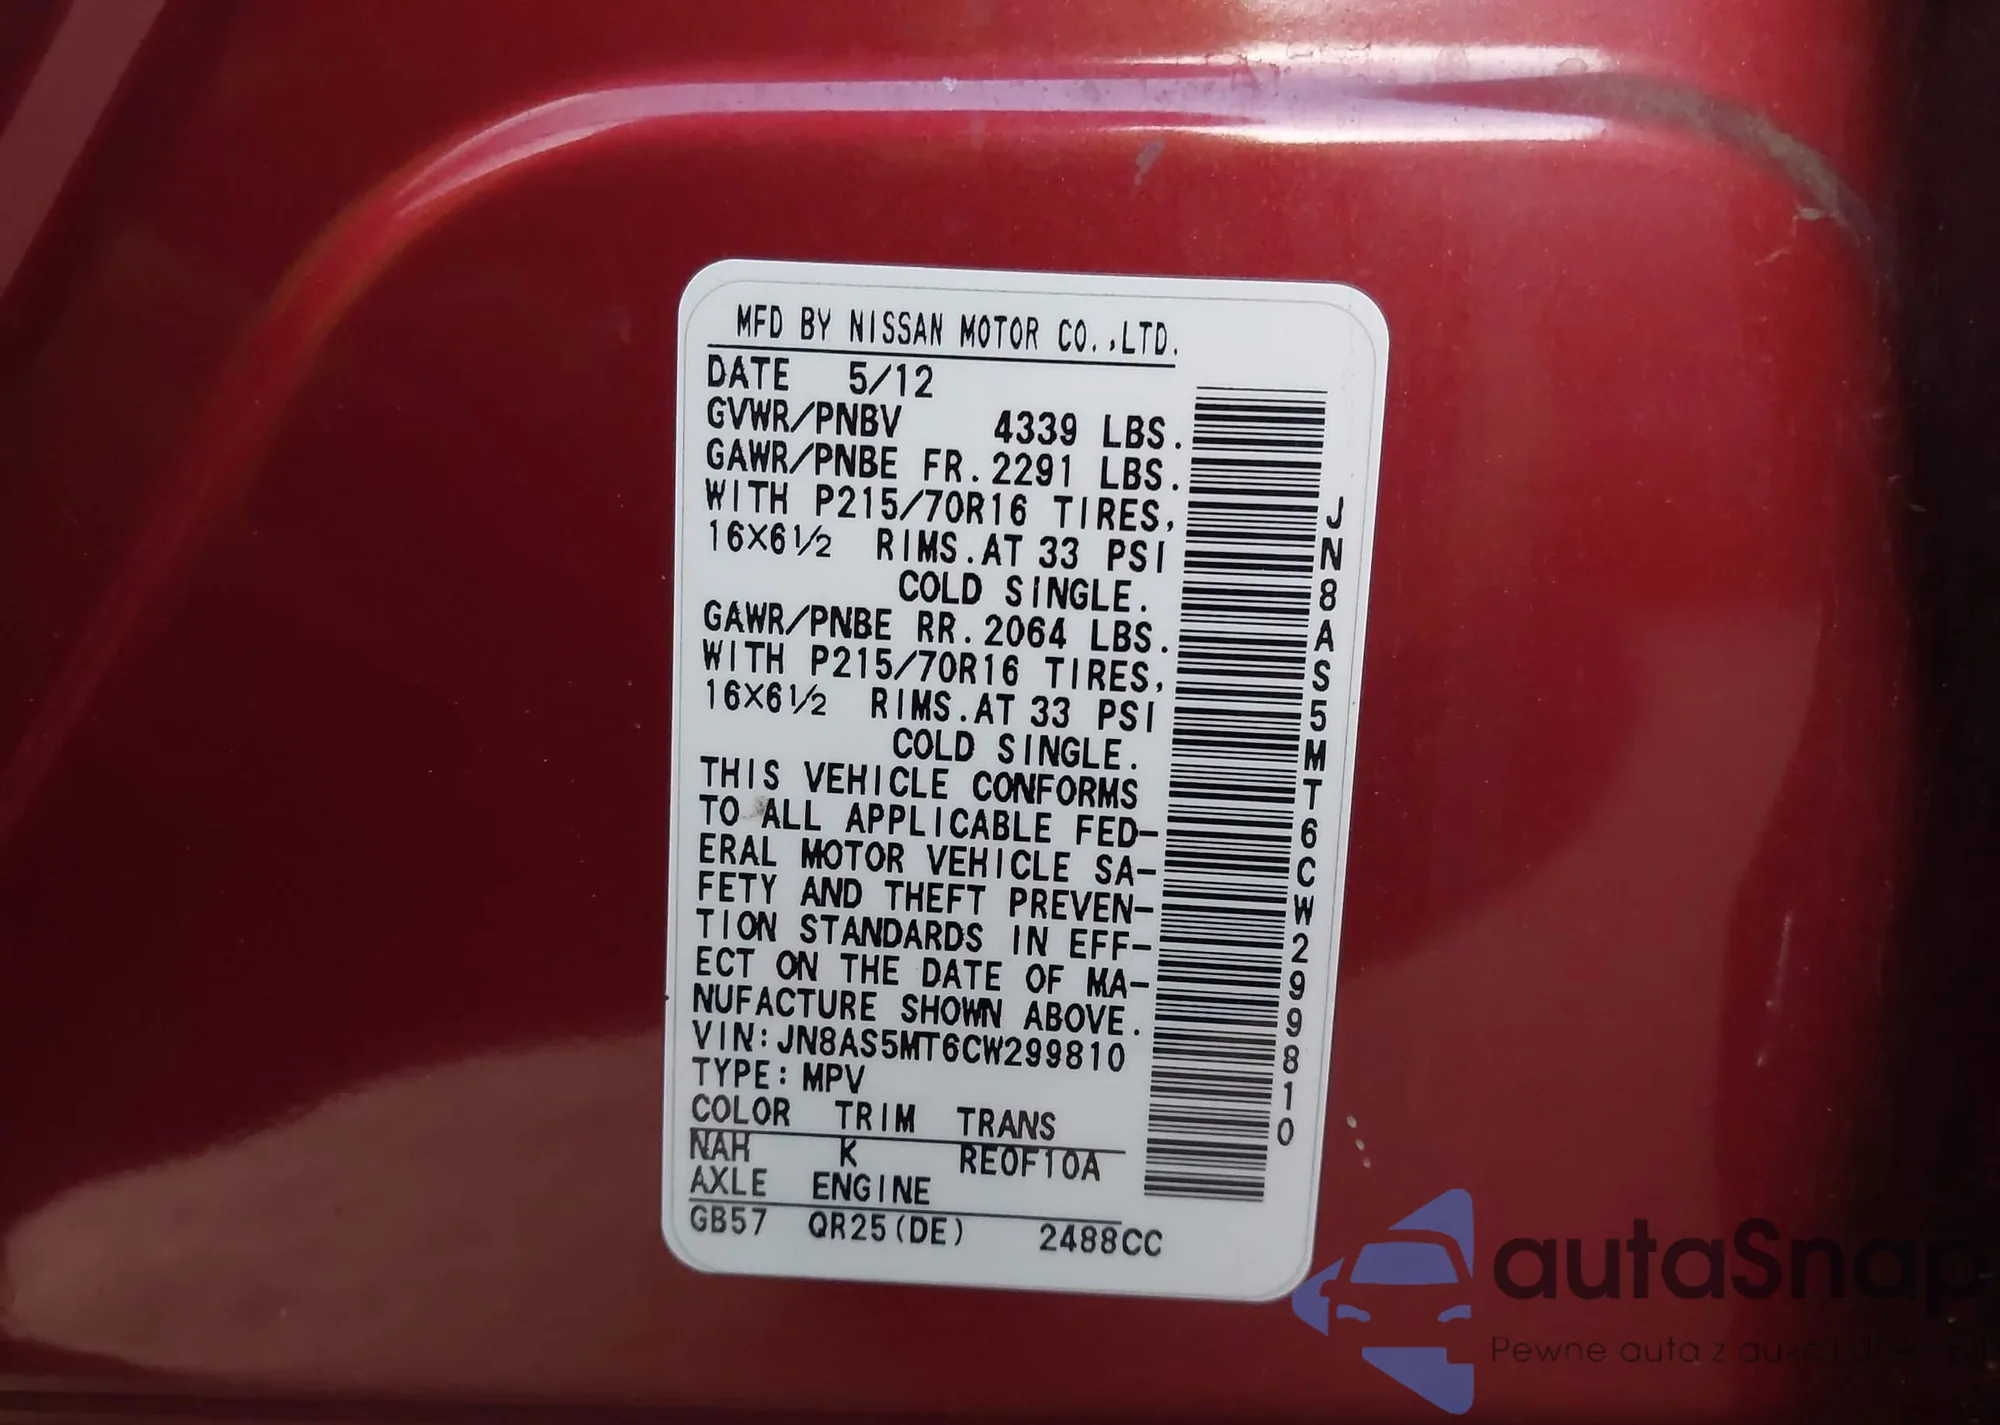 MFD BY NISSAN MOTOR CO.,LTD.
DATE 5/12
GVWR/PNBV 4339 LBS.
GAWR/PNBE FR.2291 LBS.
WITH P215/70R16 TIRES,
16X6½ RIMS.AT 33 PSI
COLD SINGLE.
GAWR/PNBE RR.2064 LBS.
WITH P215/70R16 TIRES,
16X6½ RIMS.AT 33 PSI
COLD SINGLE.
THIS VEHICLE CONFORMS
TO ALL APPLICABLE FED-
ERAL MOTOR VEHICLE SA-
FETY AND THEFT PREVEN-
TION STANDARDS IN EFF-
ECT ON THE DATE OF MA-
NUFACTURE SHOWN ABOVE.
VIN:JN8AS5MT6CW299810
TYPE:MPV
COLOR TRIM TRANS
NAH K RE0F10A
AXLE ENGINE
GB57 QR25(DE) 2488CC
JN8AS5MT6CW299810
autaSnap
Pewne auta z aukcji dla